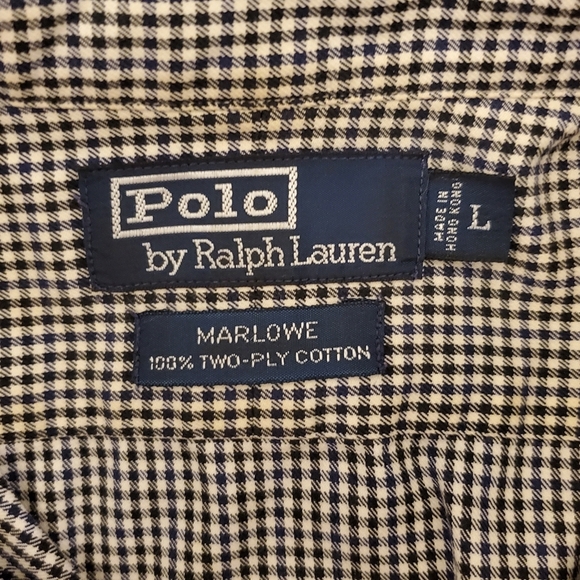 Polo
by Ralph Lauren
MADE IN
HONG KONG
L
MARLOWE
100% TWO-PLY COTTON